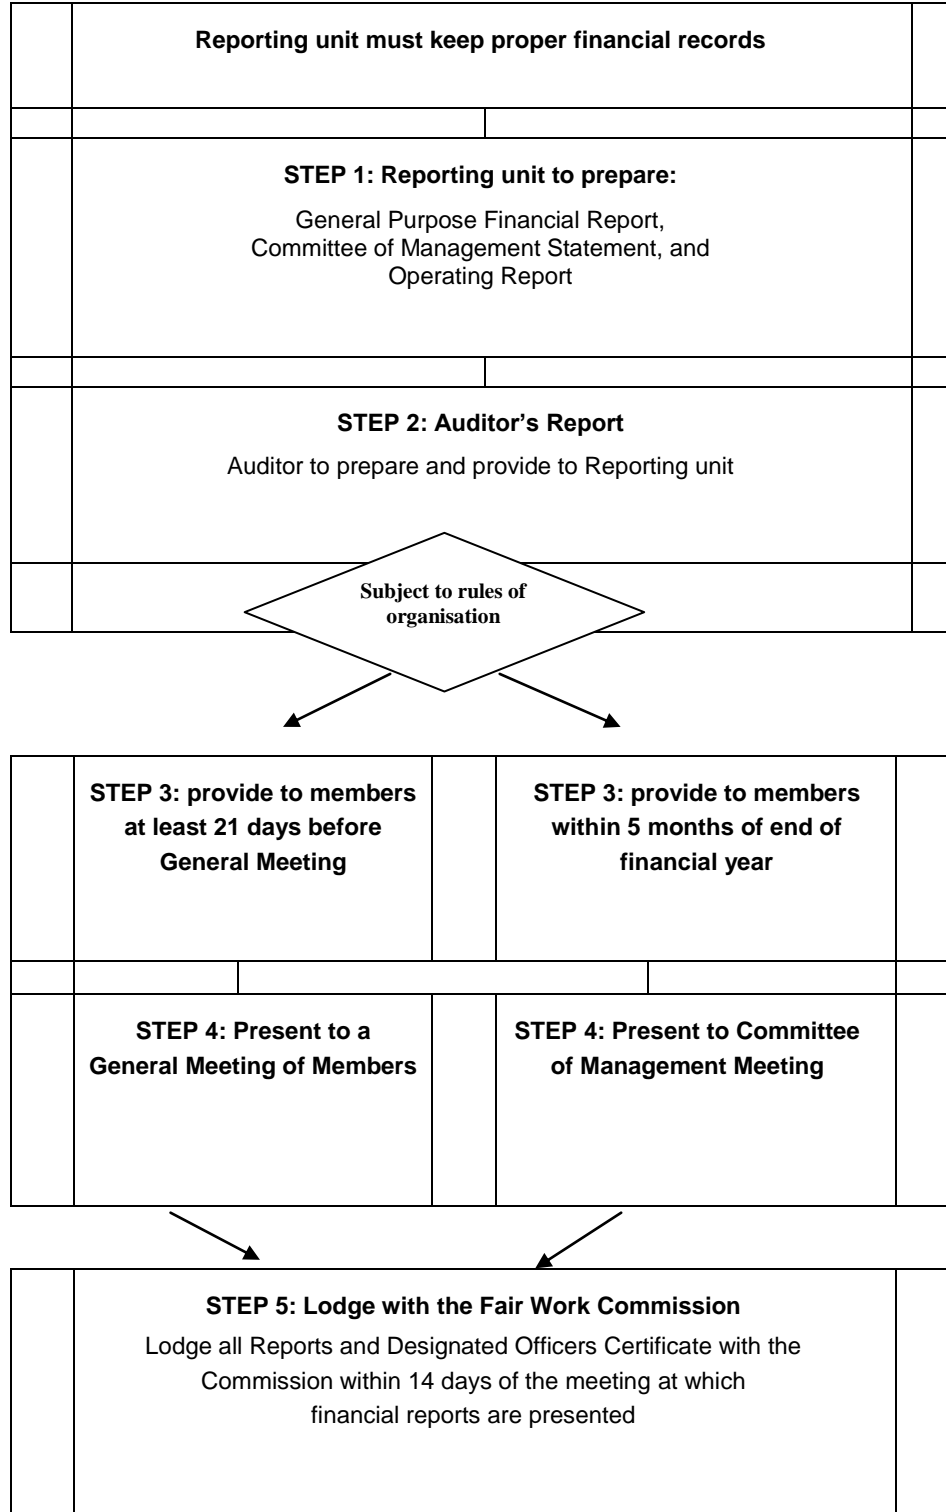 Reporting unit must keep proper financial records
STEP 1: Reporting unit to prepare:
General Purpose Financial Report,
Committee of Management Statement, and
Operating Report
STEP 2: Auditor's Report
Auditor to prepare and provide to Reporting unit
Subject to rules of
organisation
STEP 3: provide to members
at least 21 days before
General Meeting
STEP 3: provide to members
within 5 months of end of
financial year
STEP 4: Present to a
General Meeting of Members
STEP 4: Present to Committee
of Management Meeting
STEP 5: Lodge with the Fair Work Commission
Lodge all Reports and Designated Officers Certificate with the
Commission within 14 days of the meeting at which
financial reports are presented